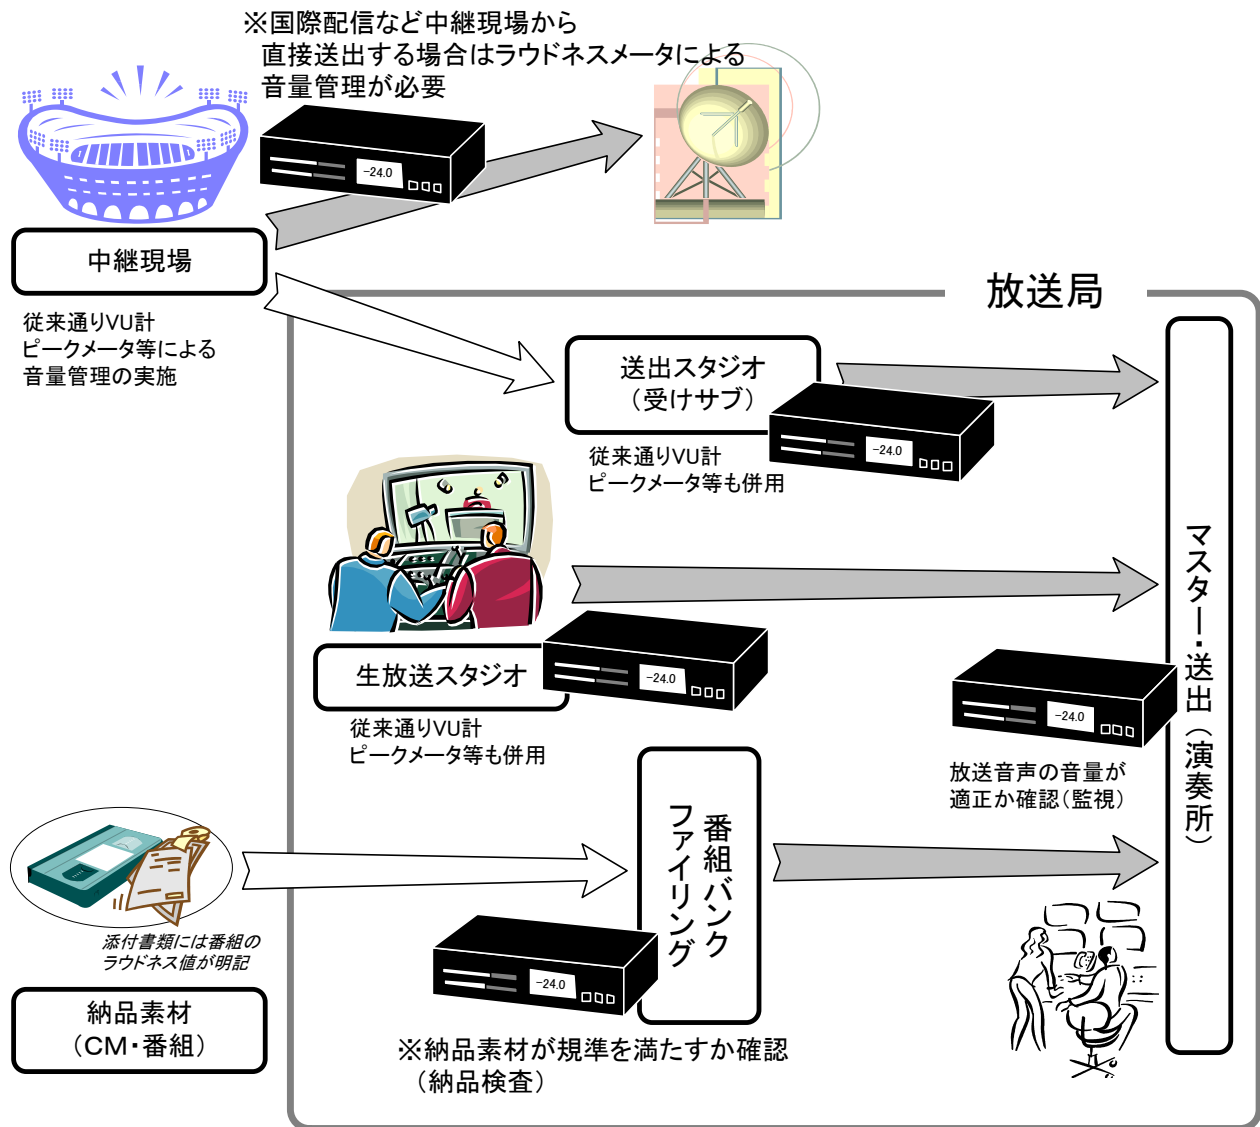 ※国際配信など中継現場から
直接送出する場合はラウドネスメータによる
音量管理が必要
-24.0
中継現場
従来通りVU計
ピークメータ等による
音量管理の実施
放送局
送出スタジオ
（受けサブ）
-24.0
従来通りVU計
ピークメータ等も併用
生放送スタジオ
-24.0
従来通りVU計
ピークメータ等も併用
マスター・送出（演奏所）
-24.0
放送音声の音量が
適正か確認（監視）
番組バンク
ファイリング
-24.0
※納品素材が規準を満たすか確認
（納品検査）
添付書類には番組の
ラウドネス値が明記
納品素材
（CM・番組）